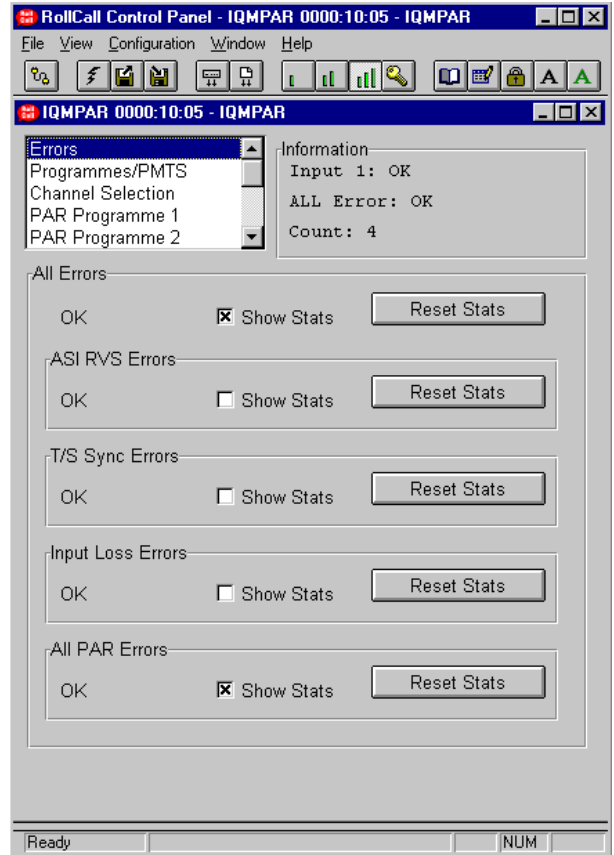 RollCall Control Panel - IQMPAR 0000:10:05 - IQMPAR
File View Configuration Window Help
A A
IQMPAR 0000:10:05 - IQMPAR
Errors
Programmes/PMTS
Channel Selection
PAR Programme 1
PAR Programme 2
Information
Input 1: OK
ALL Error: OK
Count: 4
All Errors
OK Show Stats Reset Stats
ASI RVS Errors
OK Show Stats Reset Stats
T/S Sync Errors
OK Show Stats Reset Stats
Input Loss Errors
OK Show Stats Reset Stats
All PAR Errors
OK Show Stats Reset Stats
Ready NUM